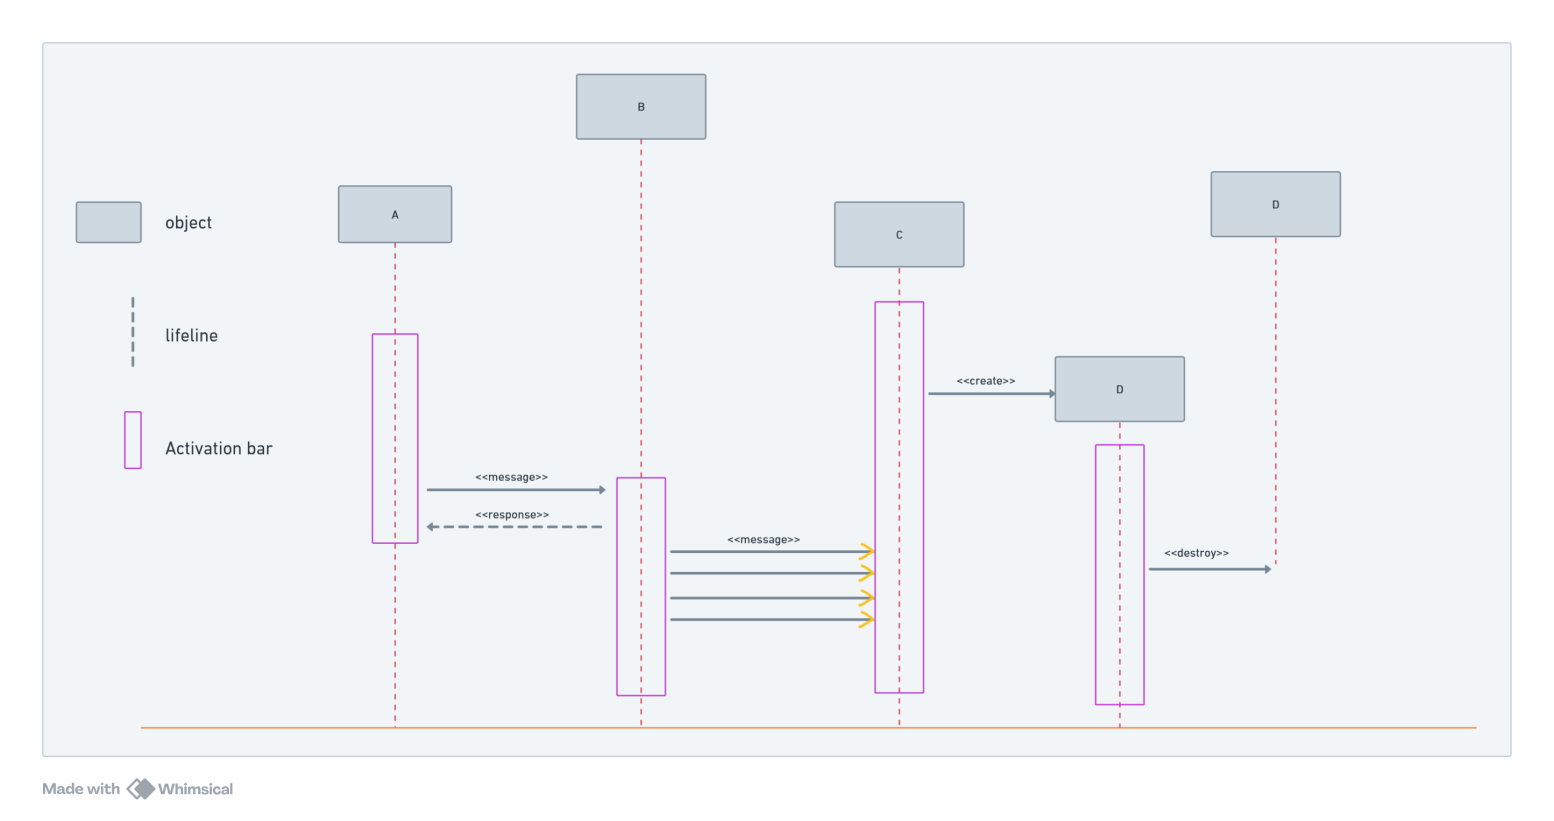 B
D
A
object
C
lifeline
<<create>>
D
Activation bar
<<message>>
<<response>>
<<message>>
<<destroy>>
Made with Whimsical